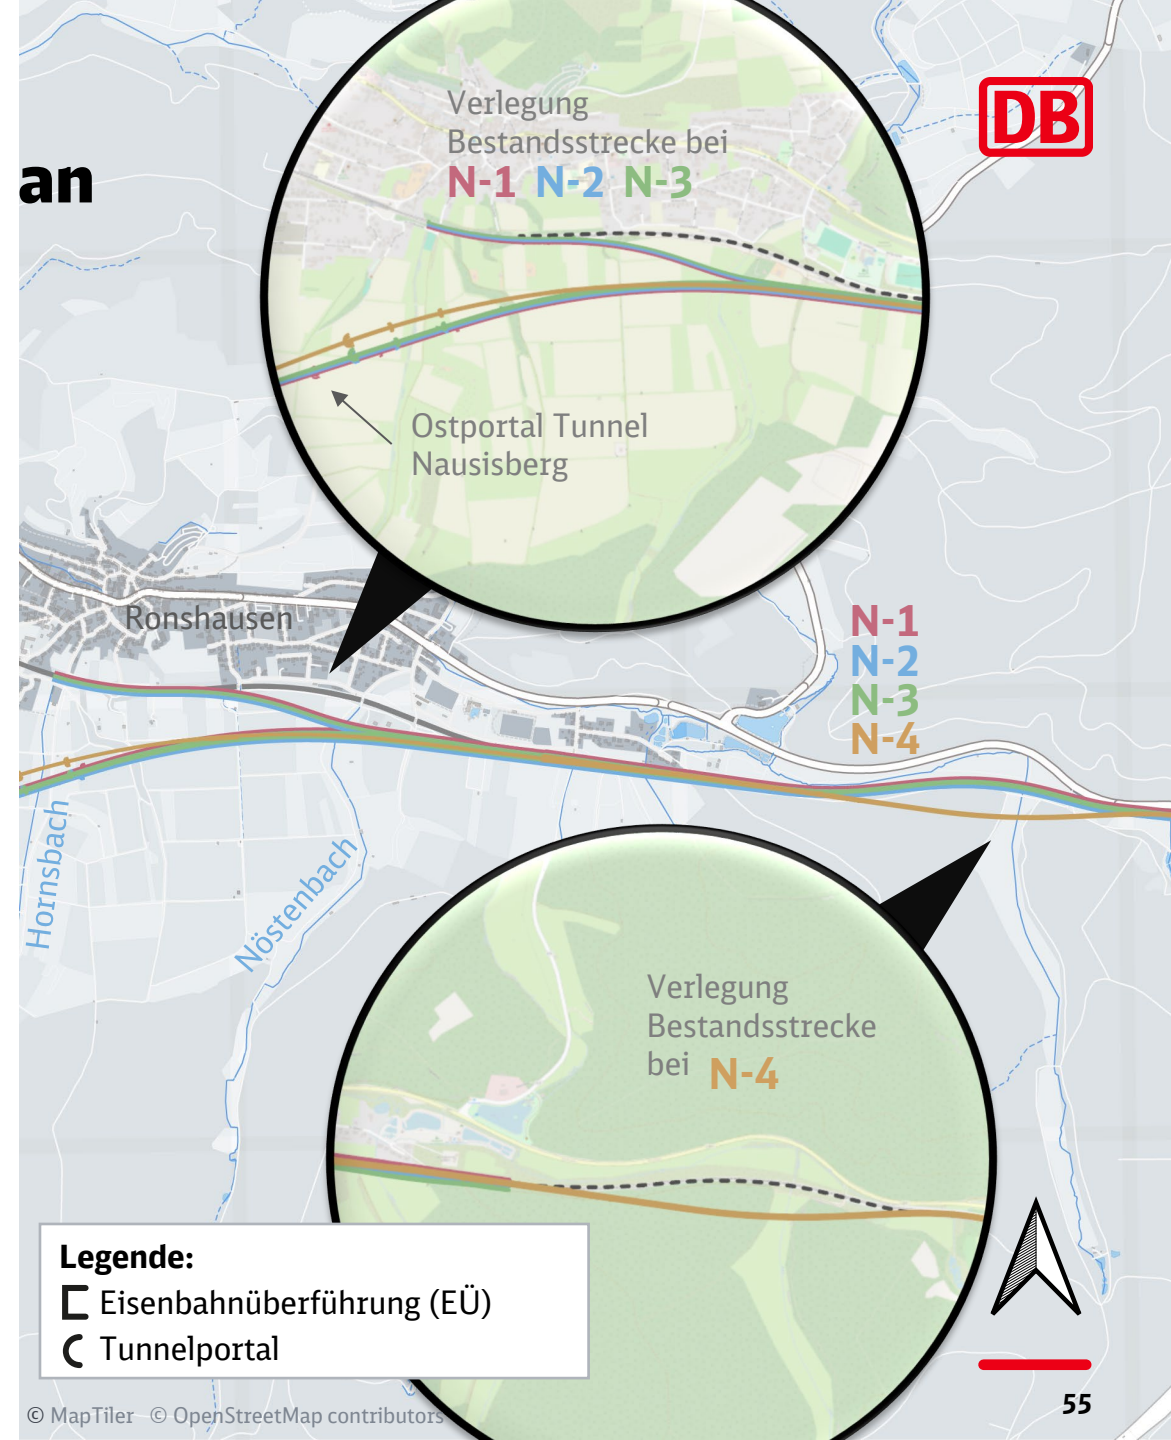 Verlegung
Bestandsstrecke bei
N-1 N-2 N-3
DB
an
Ostportal Tunnel
Nausisberg
Ronshausen
N-1
N-2
N-3
N-4
Hornsbach
Nöstenbach
Verlegung
Bestandsstrecke
bei N-4
Legende:
Eisenbahnüberführung (EÜ)
Tunnelportal
55
© MapTiler © OpenStreetMap contributors